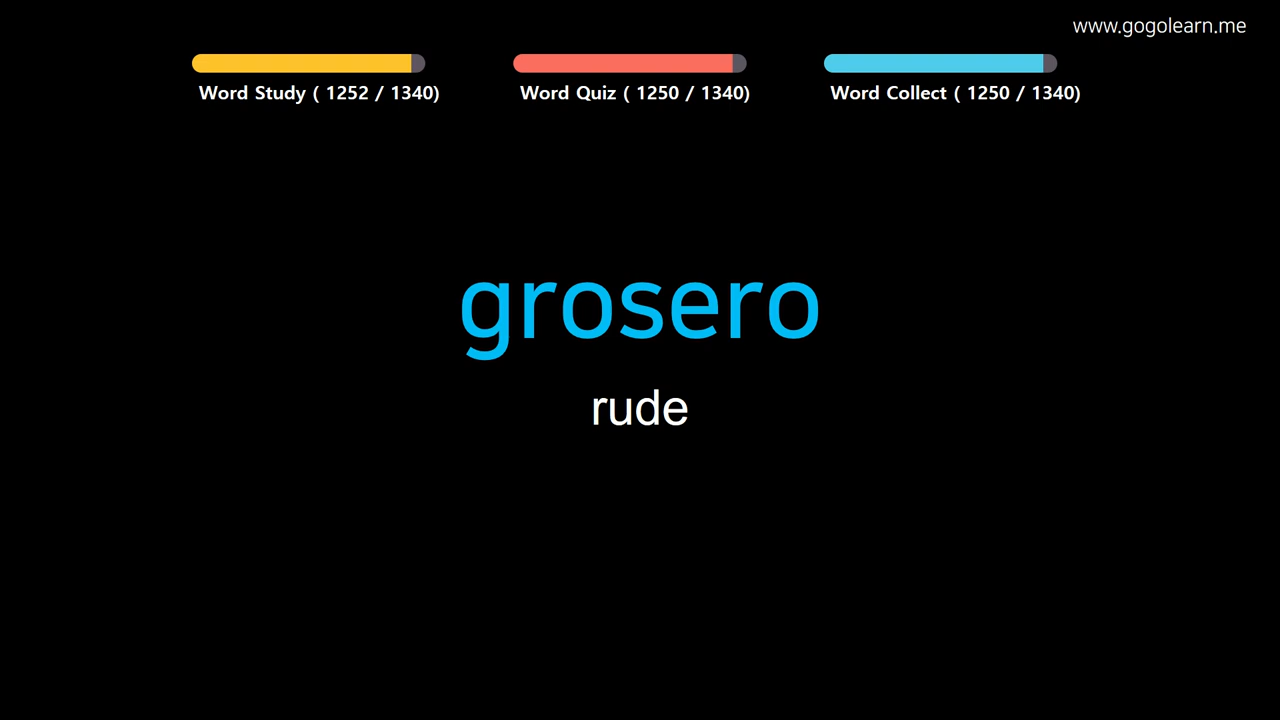 www.gogolearn.me
Word Study ( 1252 / 1340)
Word Quiz ( 1250 / 1340)
Word Collect ( 1250 / 1340)
grosero
rude